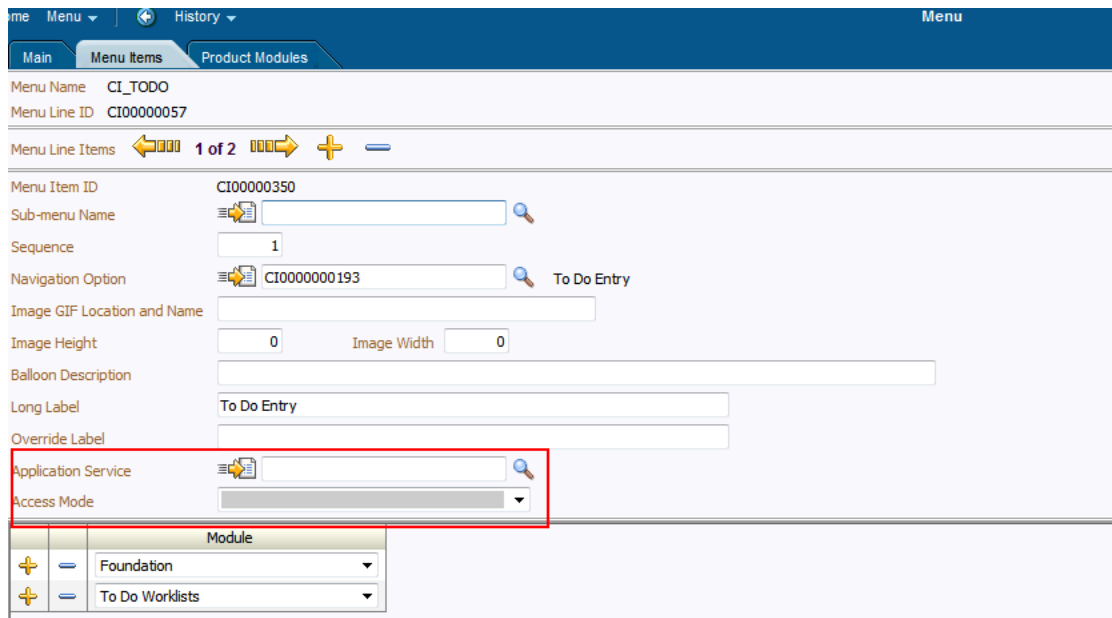 ome Menu History Menu
Main Menu Items Product Modules
Menu Name CI_TODO
Menu Line ID CI00000057
Menu Line Items 1 of 2
Menu Item ID CI00000350
Sub-menu Name
Sequence 1
Navigation Option CI0000000193 To Do Entry
Image GIF Location and Name
Image Height 0 Image Width 0
Balloon Description
Long Label To Do Entry
Override Label
Application Service
Access Mode
Module
Foundation
To Do Worklists